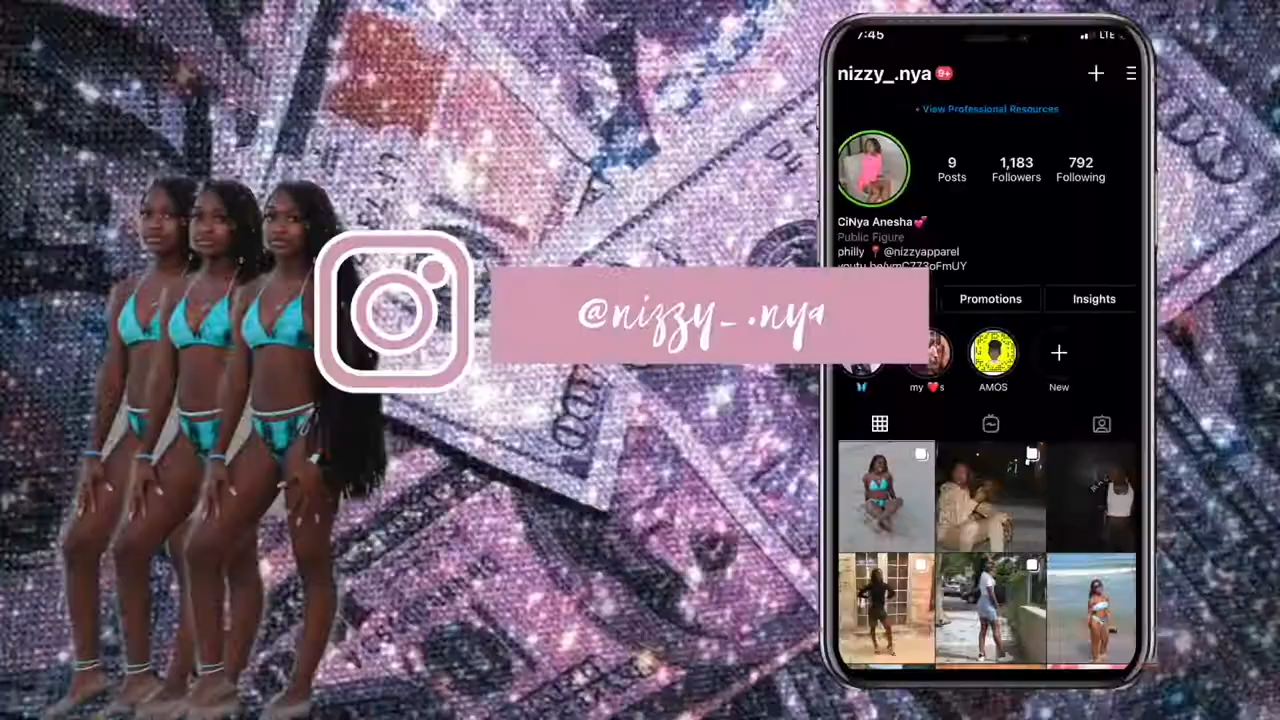 7:45
LTE
nizzy_.nya 9+
• View Professional Resources
9
Posts
1,183
Followers
792
Following
CiNya Anesha💕
Public Figure
philly 📍 @nizzyapparel
Promotions
Insights
@nizzy_.nya
🦋
my ❤️s
AMOS
New